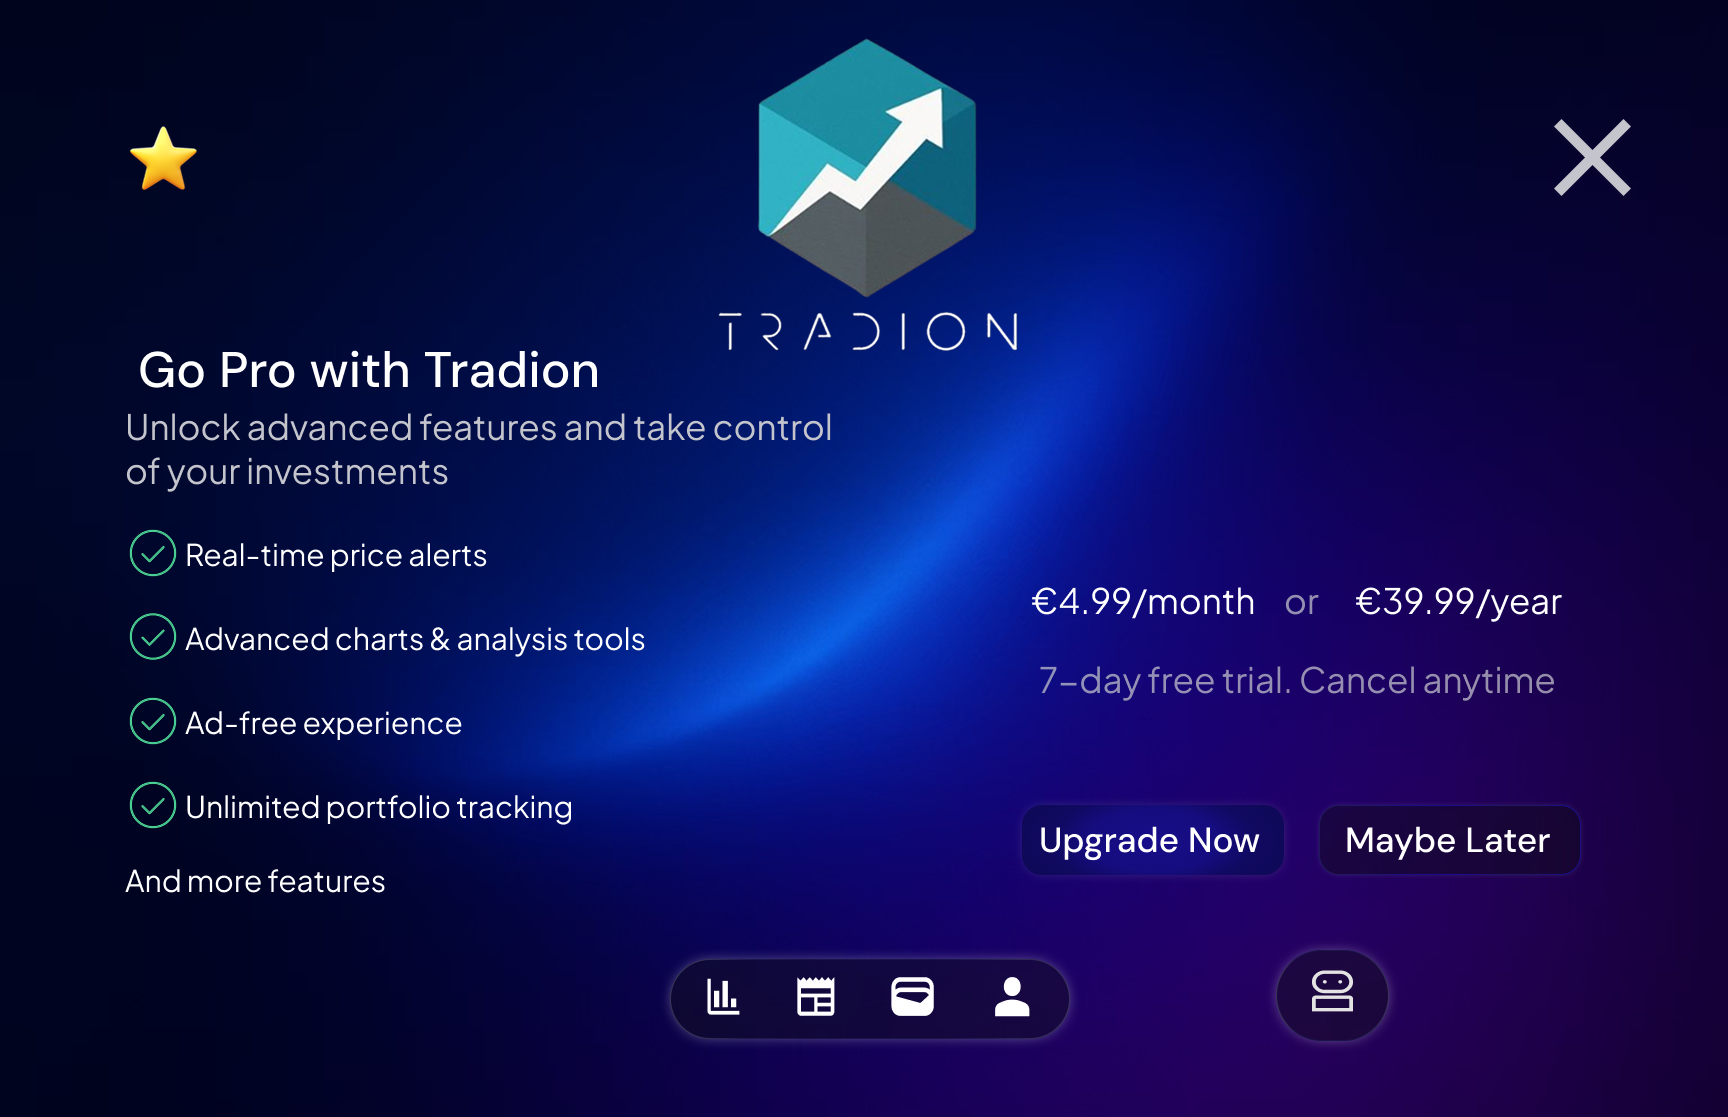 TRADION
Go Pro with Tradion
Unlock advanced features and take control
of your investments
Real-time price alerts
Advanced charts & analysis tools
Ad-free experience
Unlimited portfolio tracking
And more features
€4.99/month or €39.99/year
7-day free trial. Cancel anytime
Upgrade Now
Maybe Later